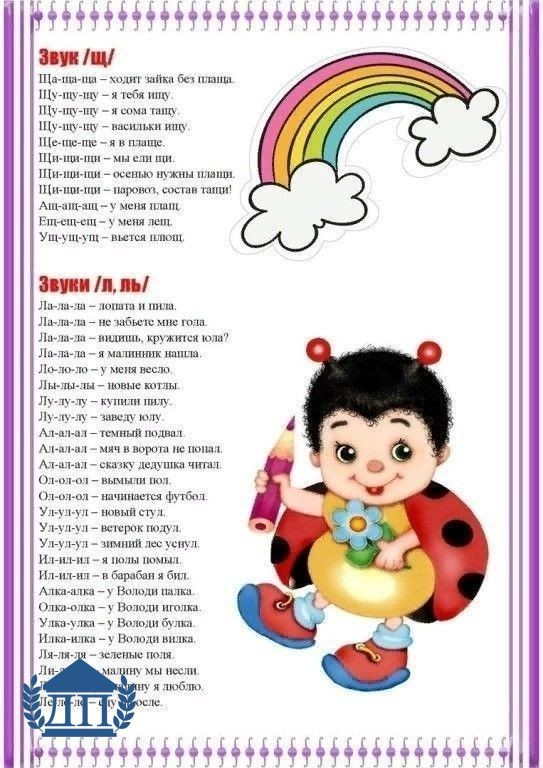 Звук /щ/
Ща-ща-ща – ходит зайка без плаща.
Щу-щу-щу – я тебя ищу.
Щу-щу-щу – я сома тащу.
Щу-щу-щу – васильки ищу.
Ще-ще-ще – я в плаще.
Щи-щи-щи – мы ели щи.
Щи-щи-щи – осенью нужны плащи.
Щи-щи-щи – паровоз, состав тащи!
Ащ-ащ-ащ – у меня плащ.
Ещ-ещ-ещ – у меня лещ.
Ущ-ущ-ущ – вьется плющ.
Звуки /л, ль/
Ла-ла-ла – лопата и пила.
Ла-ла-ла – не забьете мне гола.
Ла-ла-ла – видишь, кружится юла?
Ла-ла-ла – я малинник нашла.
Ло-ло-ло – у меня весло.
Лы-лы-лы – новые котлы.
Лу-лу-лу – купили пилу.
Лу-лу-лу – заведу юлу.
Ал-ал-ал – темный подвал.
Ал-ал-ал – мяч в ворота не попал.
Ал-ал-ал – сказку дедушка читал.
Ол-ол-ол – вымыли пол.
Ол-ол-ол – начинается футбол.
Ул-ул-ул – новый стул.
Ул-ул-ул – ветерок подул.
Ул-ул-ул – зимний лес уснул.
Ил-ил-ил – я полы помыл.
Ил-ил-ил – в барабан я бил.
Алка-алка – у Володи палка.
Олка-олка – у Володи иголка.
Улка-улка – у Володи булка.
Илка-илка – у Володи вилка.
Ля-ля-ля – зеленые поля.
малину мы несли.
я люблю.
ДП